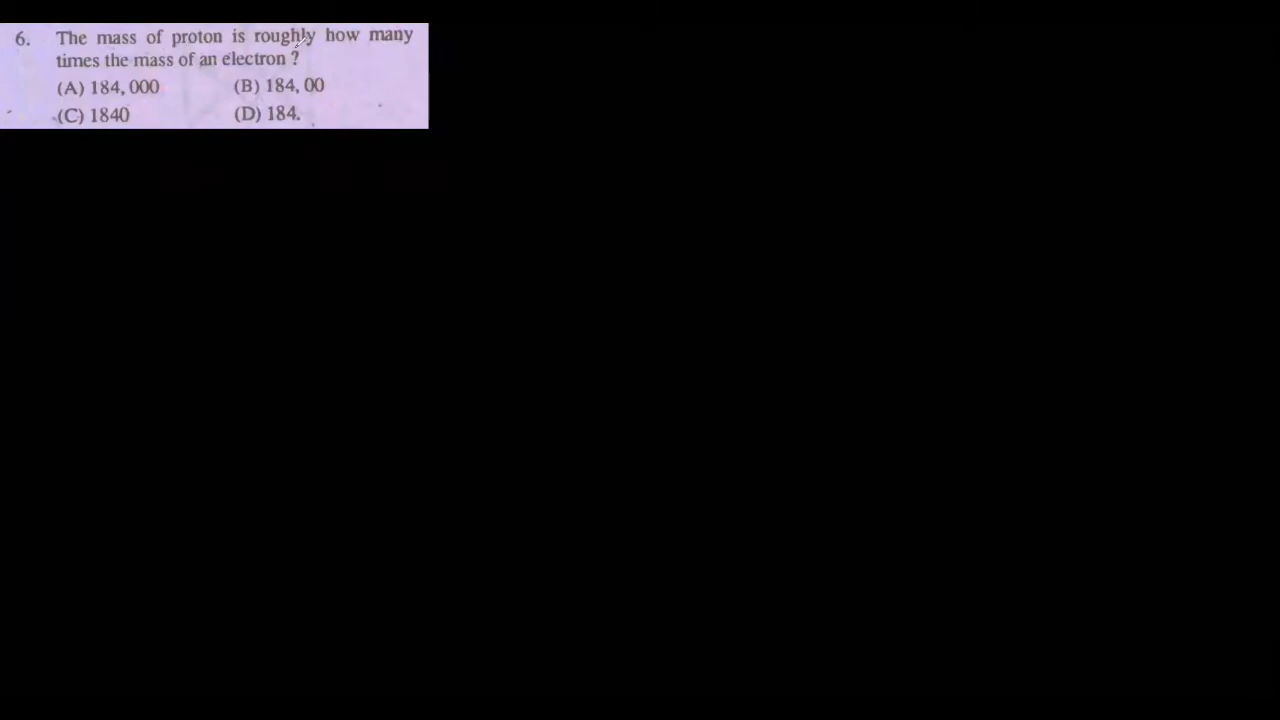 6. The mass of proton is roughly how many
times the mass of an electron ?
(A) 184, 000 (B) 184, 00
(C) 1840 (D) 184.